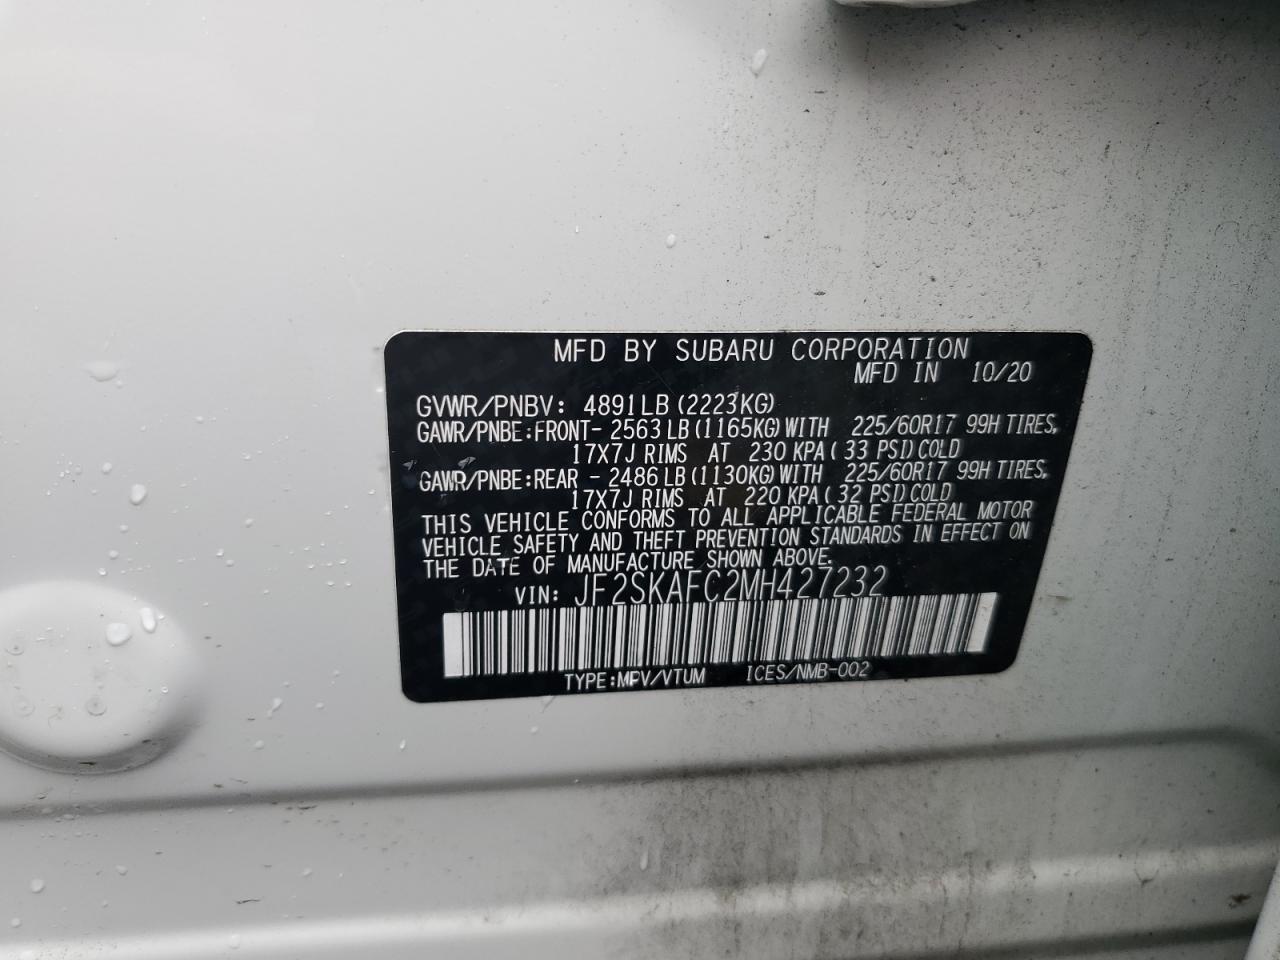 MFD BY SUBARU CORPORATION
MFD IN 10/20
GVWR/PNBV: 4891LB (2223KG)
GAWR/PNBE:FRONT- 2563LB (1165KG) WITH 225/60R17 99H TIRES,
17X7J RIMS AT 230 KPA ( 33 PSI) COLD
GAWR/PNBE:REAR - 2486LB (1130KG) WITH 225/60R17 99H TIRES,
17X7J RIMS AT 220 KPA ( 32 PSI) COLD
THIS VEHICLE CONFORMS TO ALL APPLICABLE FEDERAL MOTOR
VEHICLE SAFETY AND THEFT PREVENTION STANDARDS IN EFFECT ON
THE DATE OF MANUFACTURE SHOWN ABOVE.
VIN: JF2SKAFC2MH427232
TYPE:MPV/VTUM ICES/NMB-002